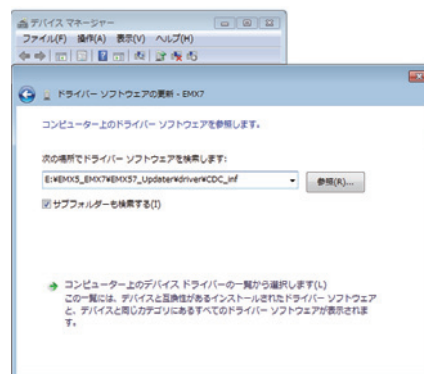 デバイス マネージャー
ファイル(F) 操作(A) 表示(V) ヘルプ(H)
ドライバー ソフトウェアの更新 - EMX7
コンピューター上のドライバー ソフトウェアを参照します。
次の場所でドライバー ソフトウェアを検索します:
E:¥EMX5_EMX7¥EMX57_Updater¥driver¥CDC_inf
参照(R)...
サブフォルダーも検索する(I)
コンピューター上のデバイス ドライバーの一覧から選択します(L)
この一覧には、デバイスと互換性があるインストールされたドライバー ソフトウェア
と、デバイスと同じカテゴリにあるすべてのドライバー ソフトウェアが表示されま
す。